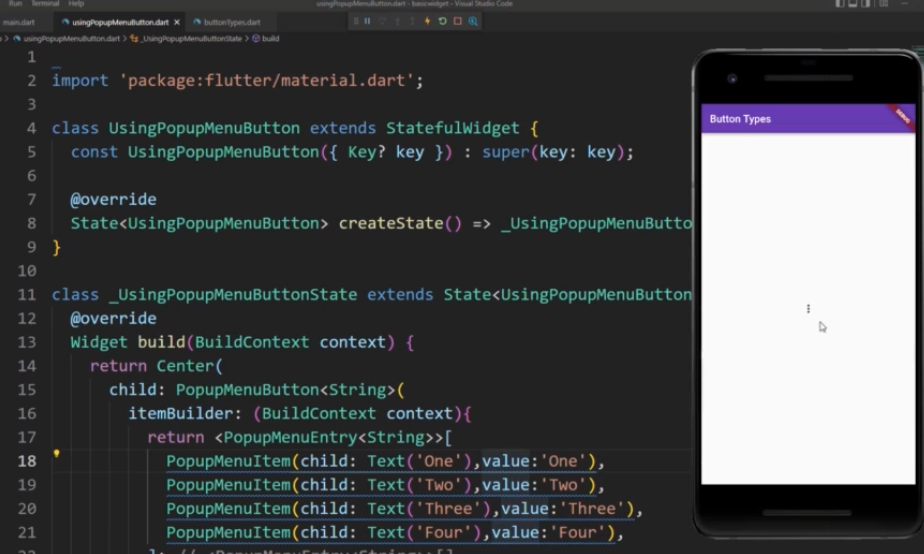 Run Terminal Help
usingPopupMenuButton.dart - basicwidget - Visual Studio Code
main.dart usingPopupMenuButton.dart × buttonTypes.dart
> usingPopupMenuButton.dart > _UsingPopupMenuButtonState > build
1
2 import 'package:flutter/material.dart';
3
4 class UsingPopupMenuButton extends StatefulWidget {
5 const UsingPopupMenuButton({ Key? key }) : super(key: key);
6
7 @override
8 State<UsingPopupMenuButton> createState() => _UsingPopupMenuButto
9 }
10
11 class _UsingPopupMenuButtonState extends State<UsingPopupMenuButton
12 @override
13 Widget build(BuildContext context) {
14 return Center(
15 child: PopupMenuButton<String>(
16 itemBuilder: (BuildContext context){
17 return <PopupMenuEntry<String>>[
18 PopupMenuItem(child: Text('One'),value:'One'),
19 PopupMenuItem(child: Text('Two'),value:'Two'),
20 PopupMenuItem(child: Text('Three'),value:'Three'),
21 PopupMenuItem(child: Text('Four'),value:'Four'),
22 ]; // <PopupMenuEntry<String>>[]
Button Types
DEBUG